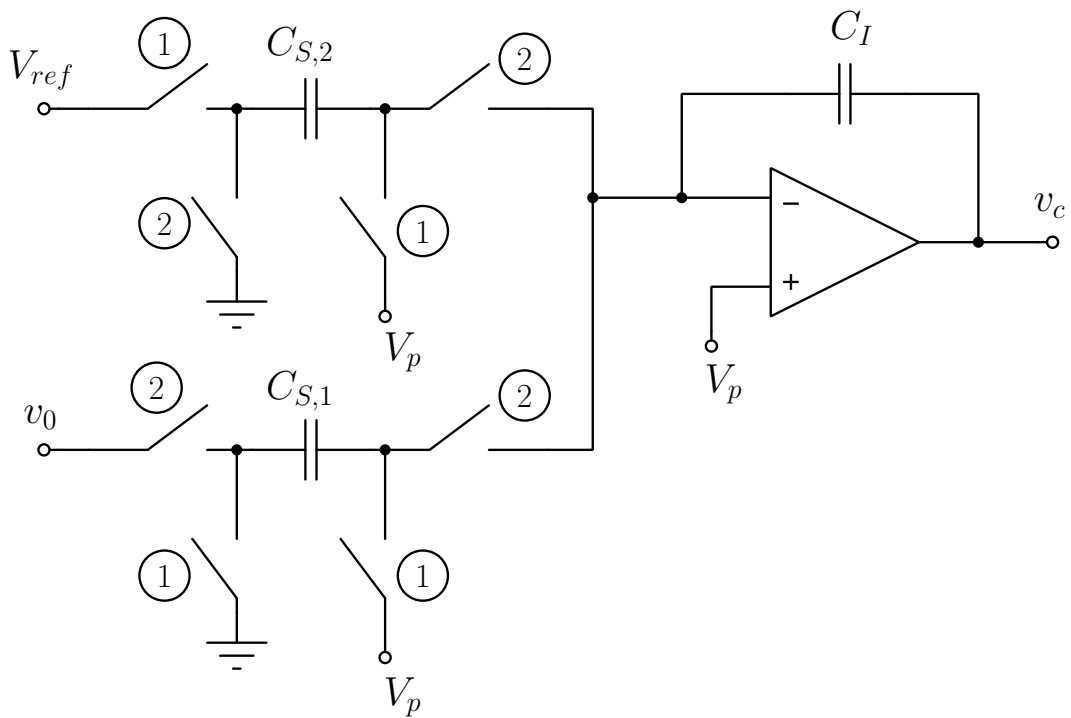 V_{ref}
1
C_{S,2}
2
C_I
2
1
V_p
−
+
v_c
V_p
v_0
2
C_{S,1}
2
1
1
V_p